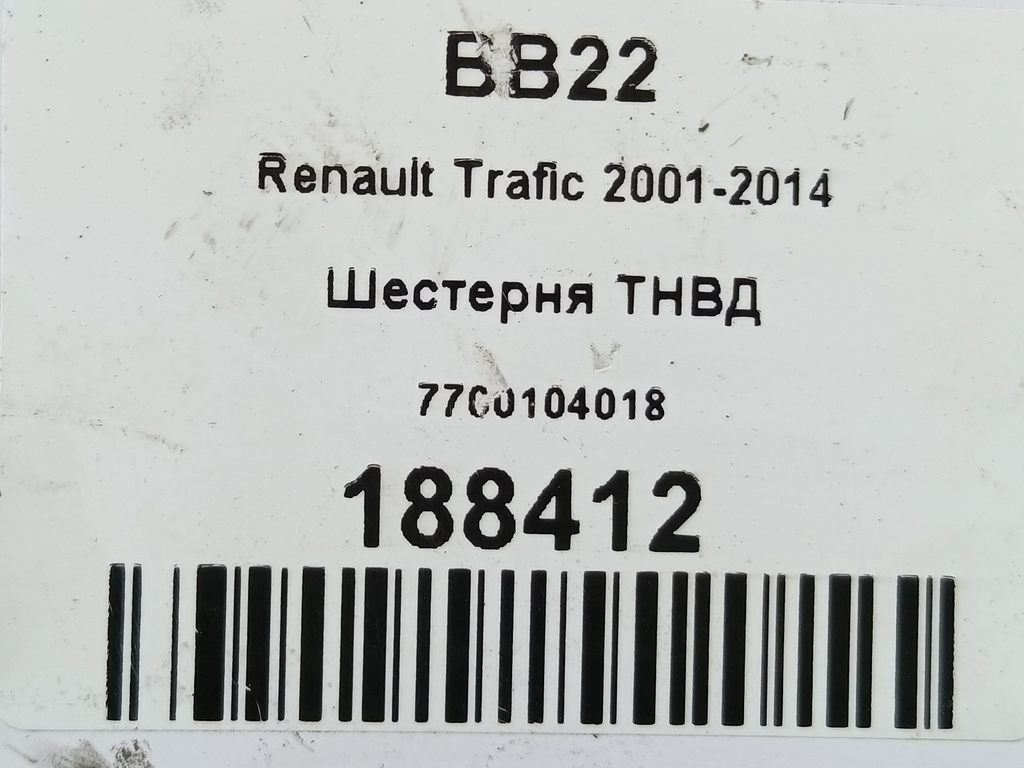 BB22
Renault Trafic 2001-2014
Шестерня ТНВД
7700104018
188412